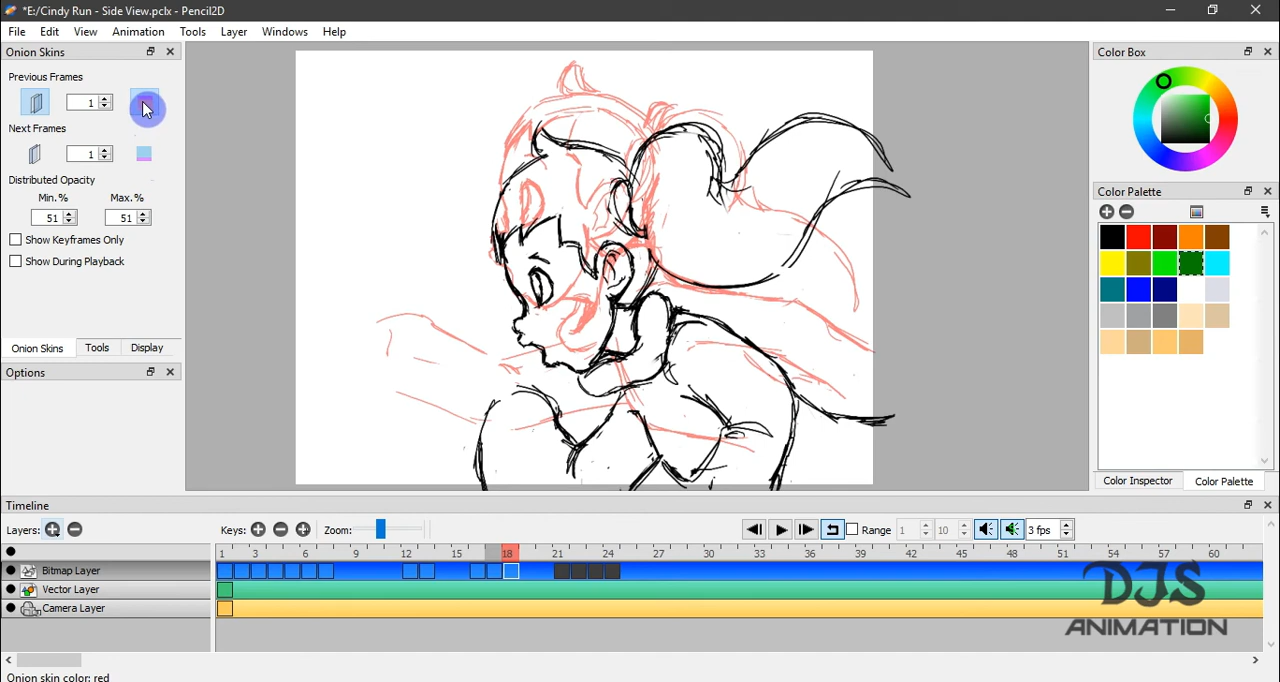 *E:/Cindy Run - Side View.pclx - Pencil2D
File Edit View Animation Tools Layer Windows Help
Onion Skins
Previous Frames
1
Next Frames
1
Distributed Opacity
Min. % Max. %
51 51
Show Keyframes Only
Show During Playback
Onion Skins Tools Display
Options
Color Box
Color Palette
Color Inspector Color Palette
Timeline
Layers: Keys: Zoom: Range 1 10 3 fps
1 3 6 9 12 15 18 21 24 27 30 33 36 39 42 45 48 51 54 57 60
Bitmap Layer
Vector Layer
Camera Layer
DJS
ANIMATION
Onion skin color: red